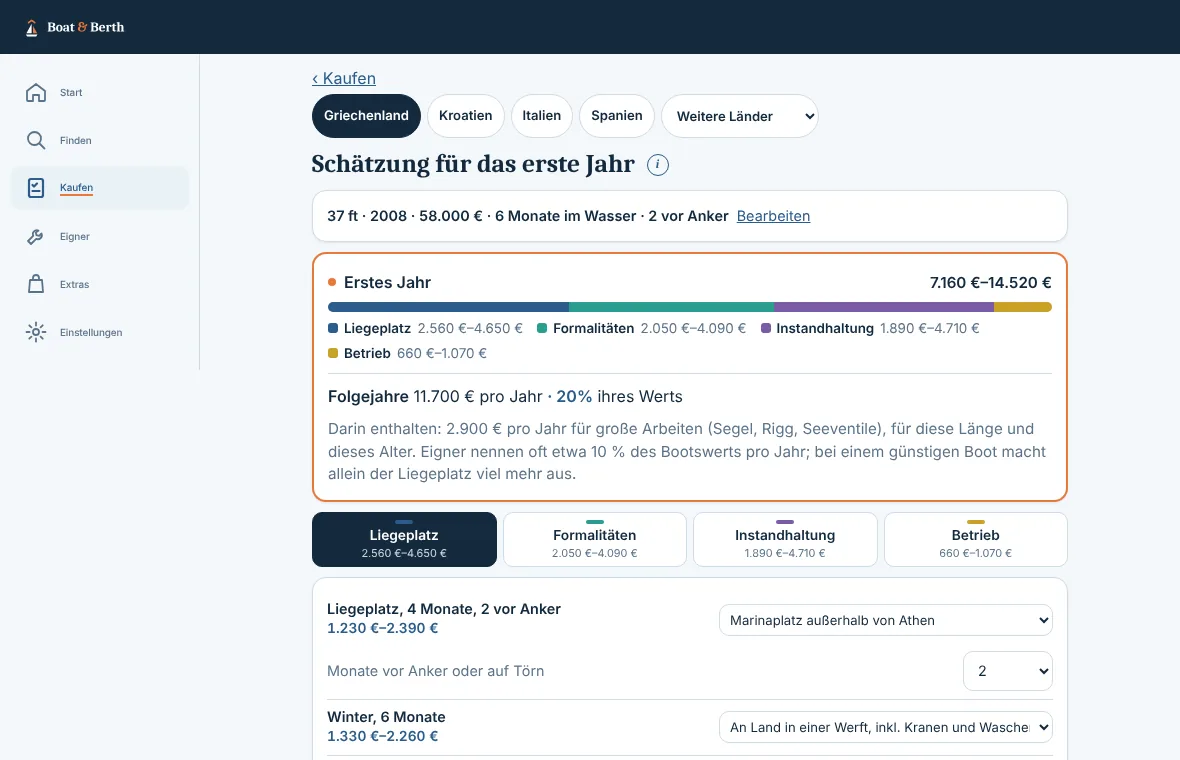 Boat & Berth
Start
Finden
Kaufen
Eigner
Extras
Einstellungen
‹ Kaufen
Griechenland
Kroatien
Italien
Spanien
Weitere Länder
Schätzung für das erste Jahr i
37 ft · 2008 · 58.000 € · 6 Monate im Wasser · 2 vor Anker Bearbeiten
Erstes Jahr 7.160 €–14.520 €
Liegeplatz 2.560 €–4.650 € Formalitäten 2.050 €–4.090 € Instandhaltung 1.890 €–4.710 €
Betrieb 660 €–1.070 €
Folgejahre 11.700 € pro Jahr · 20% ihres Werts
Darin enthalten: 2.900 € pro Jahr für große Arbeiten (Segel, Rigg, Seeventile), für diese Länge und
dieses Alter. Eigner nennen oft etwa 10 % des Bootswerts pro Jahr; bei einem günstigen Boot macht
allein der Liegeplatz viel mehr aus.
Liegeplatz
2.560 €–4.650 €
Formalitäten
2.050 €–4.090 €
Instandhaltung
1.890 €–4.710 €
Betrieb
660 €–1.070 €
Liegeplatz, 4 Monate, 2 vor Anker
1.230 €–2.390 €
Marinaplatz außerhalb von Athen
Monate vor Anker oder auf Törn 2
Winter, 6 Monate
1.330 €–2.260 €
An Land in einer Werft, inkl. Kranen und Wasche